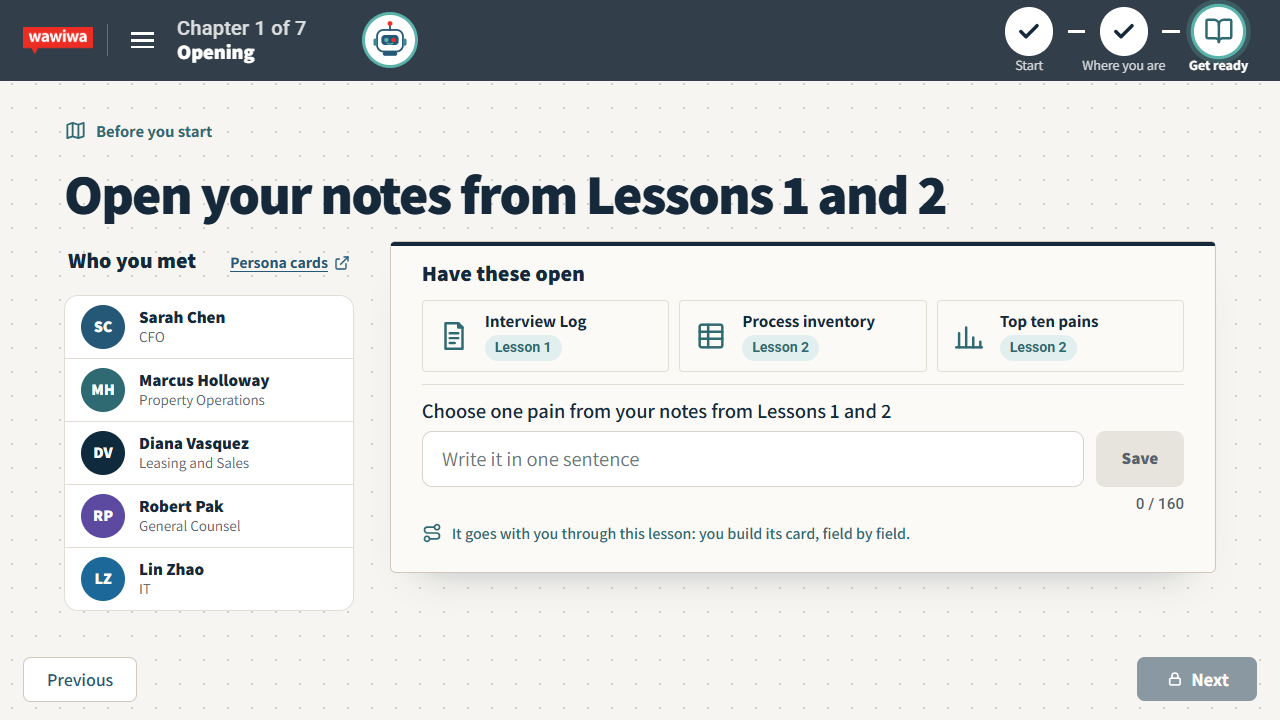 wawiwa
Chapter 1 of 7
Opening
Start
Where you are
Get ready
Before you start
Open your notes from Lessons 1 and 2
Who you met
Persona cards
SC
Sarah Chen
CFO
MH
Marcus Holloway
Property Operations
DV
Diana Vasquez
Leasing and Sales
RP
Robert Pak
General Counsel
LZ
Lin Zhao
IT
Have these open
Interview Log
Lesson 1
Process inventory
Lesson 2
Top ten pains
Lesson 2
Choose one pain from your notes from Lessons 1 and 2
Write it in one sentence
Save
0 / 160
It goes with you through this lesson: you build its card, field by field.
Previous
Next